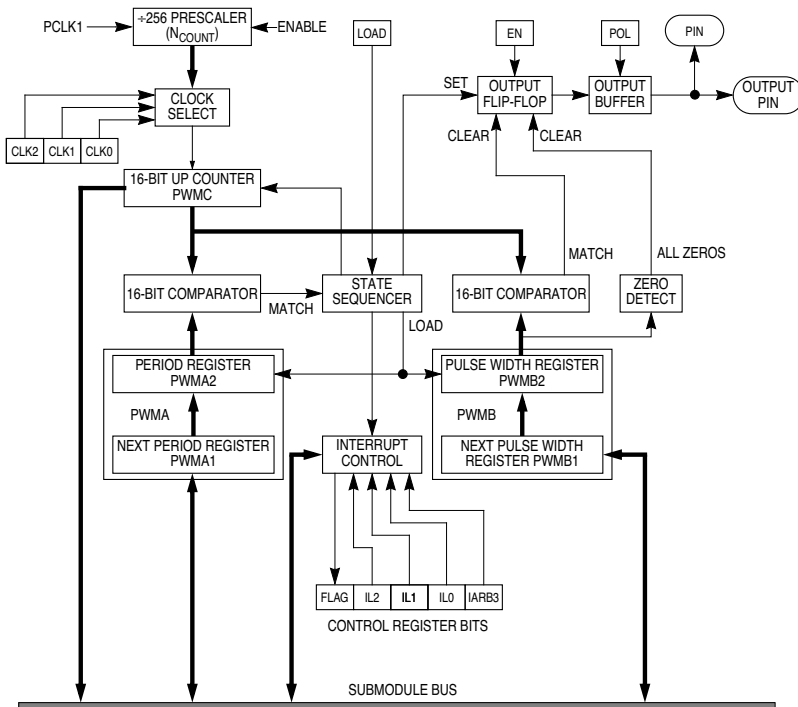 ÷256 PRESCALER
(NCOUNT)
PCLK1
ENABLE
LOAD
EN
POL
PIN
SET
OUTPUT
FLIP-FLOP
OUTPUT
BUFFER
OUTPUT
PIN
CLOCK
SELECT
CLEAR
CLEAR
CLK2
CLK1
CLK0
16-BIT UP COUNTER
PWMC
MATCH
ALL ZEROS
16-BIT COMPARATOR
MATCH
STATE
SEQUENCER
16-BIT COMPARATOR
ZERO
DETECT
LOAD
PERIOD REGISTER
PWMA2
PULSE WIDTH REGISTER
PWMB2
PWMA
PWMB
NEXT PERIOD REGISTER
PWMA1
INTERRUPT
CONTROL
NEXT PULSE WIDTH
REGISTER PWMB1
FLAG
IL2
IL1
IL0
IARB3
CONTROL REGISTER BITS
SUBMODULE BUS